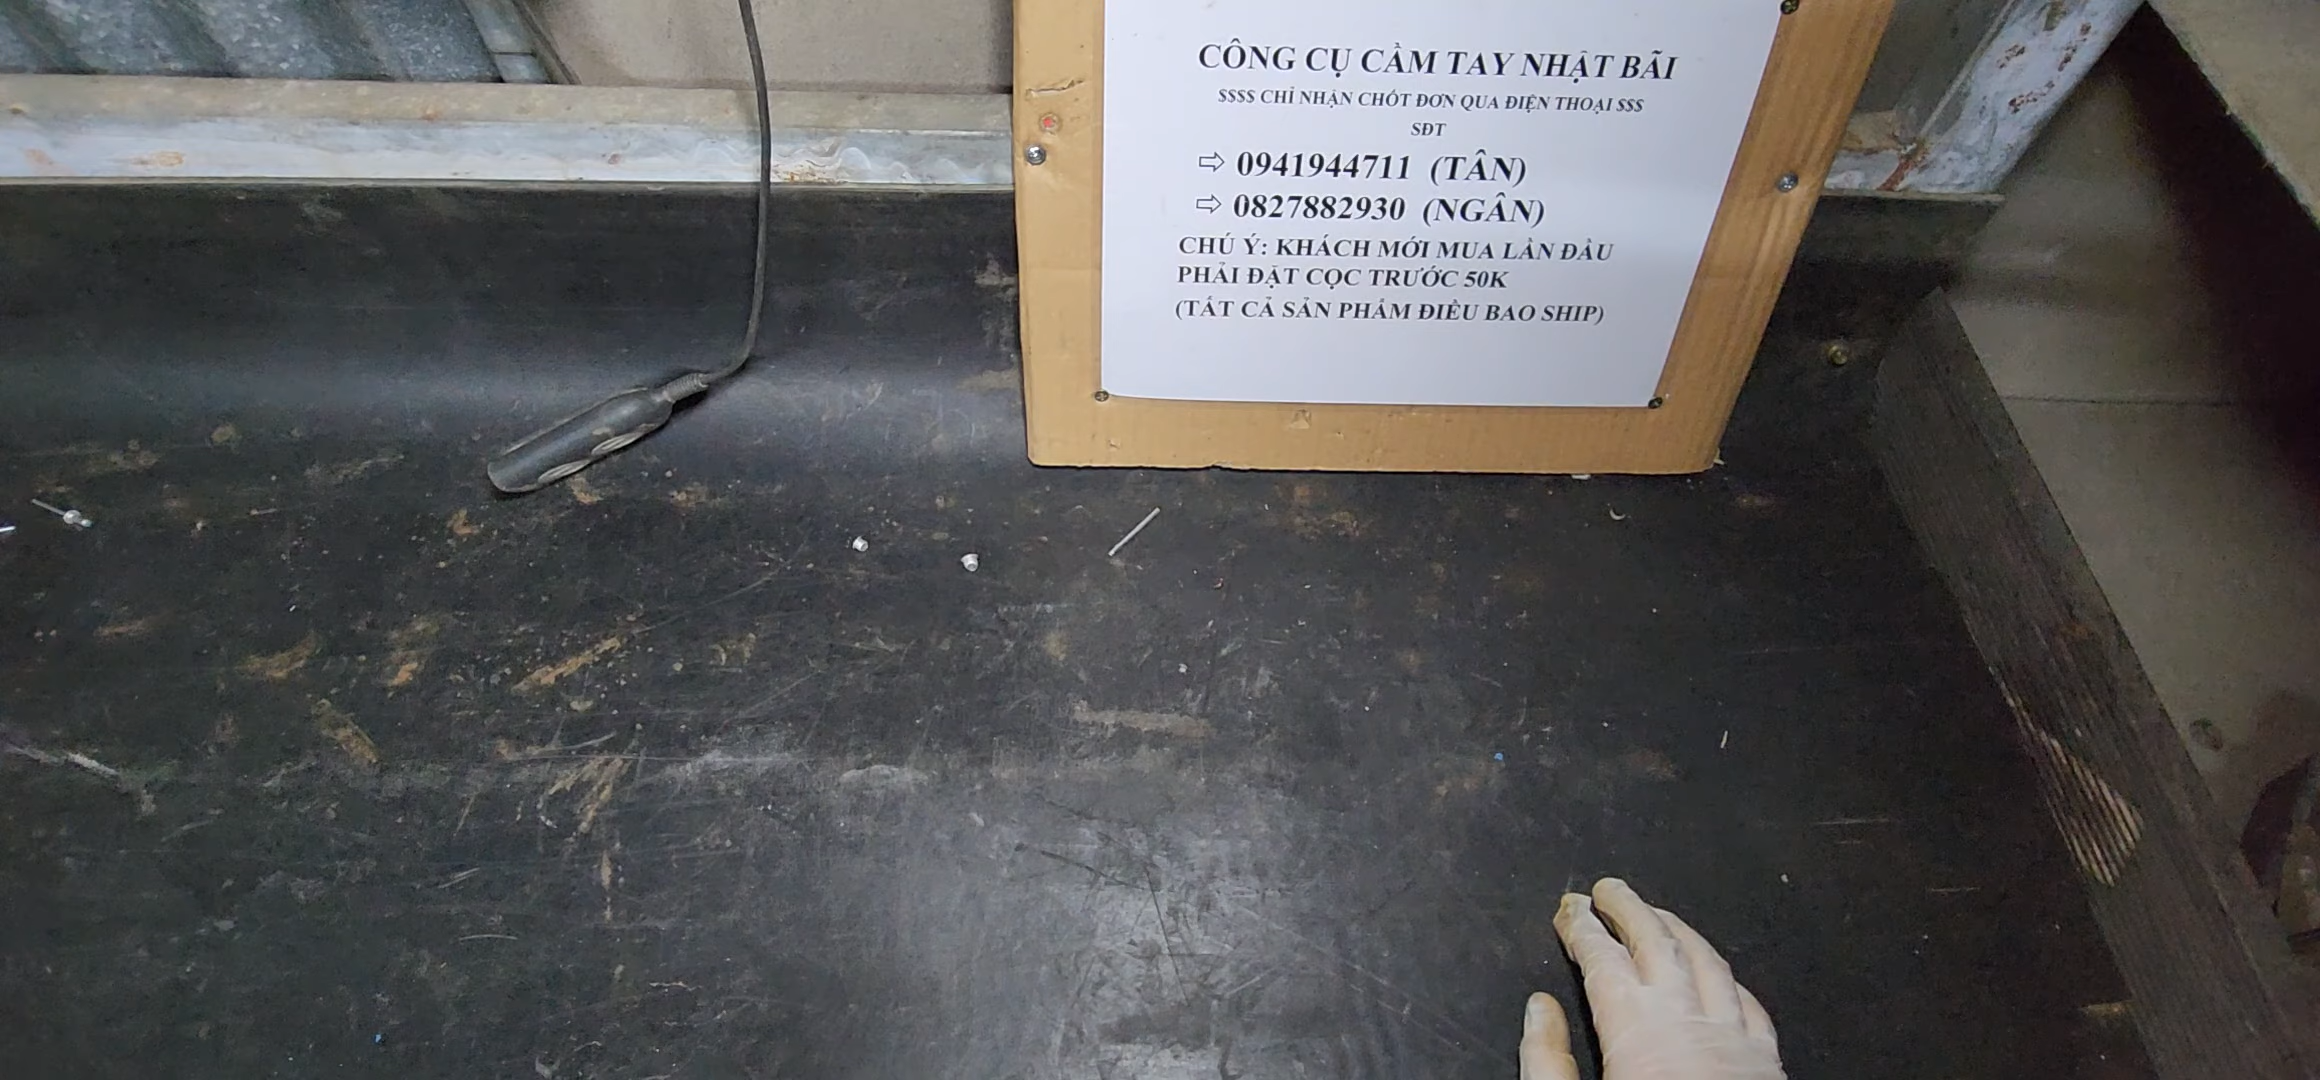 CÔNG CỤ CẦM TAY NHẬT BÃI
$$$$ CHỈ NHẬN CHỐT ĐƠN QUA ĐIỆN THOẠI $$$
SĐT
⇨ 0941944711 (TÂN)
⇨ 0827882930 (NGÂN)
CHÚ Ý: KHÁCH MỚI MUA LẦN ĐẦU
PHẢI ĐẶT CỌC TRƯỚC 50K
(TẤT CẢ SẢN PHẨM ĐIỀU BAO SHIP)